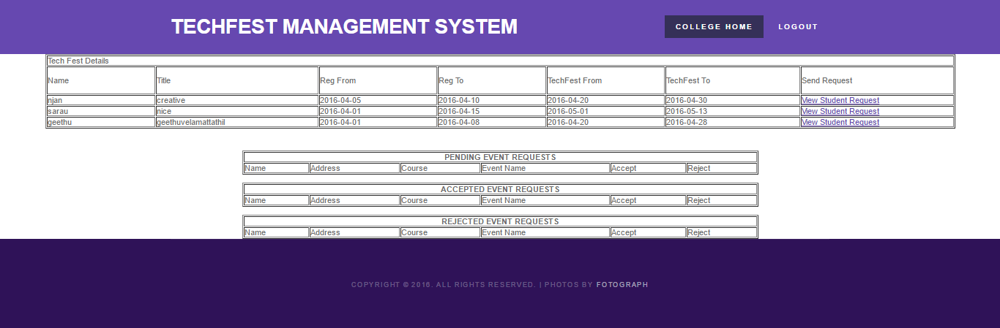 TECHFEST MANAGEMENT SYSTEM COLLEGE HOME LOGOUT
Tech Fest Details
Name Title Reg From Reg To TechFest From TechFest To Send Request
njan creative 2016-04-05 2016-04-10 2016-04-20 2016-04-30 View Student Request
sarau nice 2016-04-01 2016-04-15 2016-05-01 2016-05-13 View Student Request
geethu geethuvelamattathil 2016-04-01 2016-04-08 2016-04-20 2016-04-28 View Student Request
PENDING EVENT REQUESTS
Name Address Course Event Name Accept Reject
ACCEPTED EVENT REQUESTS
Name Address Course Event Name Accept Reject
REJECTED EVENT REQUESTS
Name Address Course Event Name Accept Reject
COPYRIGHT © 2016. ALL RIGHTS RESERVED. | PHOTOS BY FOTOGRAPH